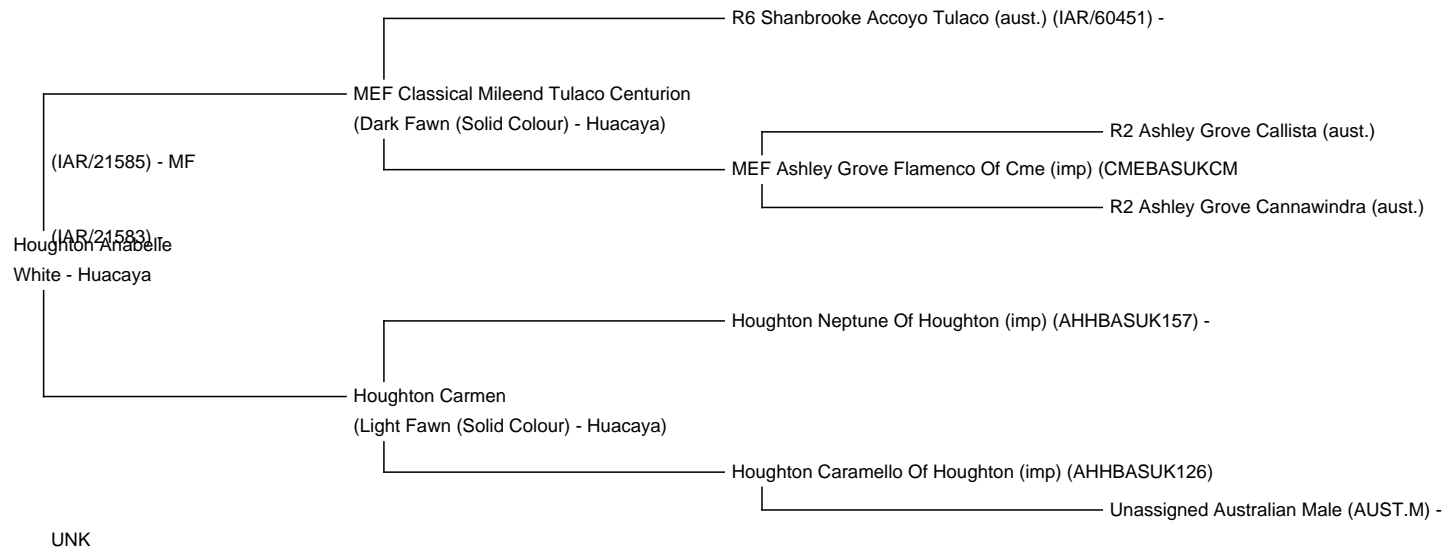 R6 Shanbrooke Accoyo Tulaco (aust.) (IAR/60451) -
MEF Classical Mileend Tulaco Centurion
(Dark Fawn (Solid Colour) - Huacaya)
R2 Ashley Grove Callista (aust.)
(IAR/21585) - MF
MEF Ashley Grove Flamenco Of Cme (imp) (CMEBASUKCM
R2 Ashley Grove Cannawindra (aust.)
(IAR/21583) -
Houghton Anabelle
White - Huacaya
Houghton Neptune Of Houghton (imp) (AHHBASUK157) -
Houghton Carmen
(Light Fawn (Solid Colour) - Huacaya)
Houghton Caramello Of Houghton (imp) (AHHBASUK126)
Unassigned Australian Male (AUST.M) -
UNK